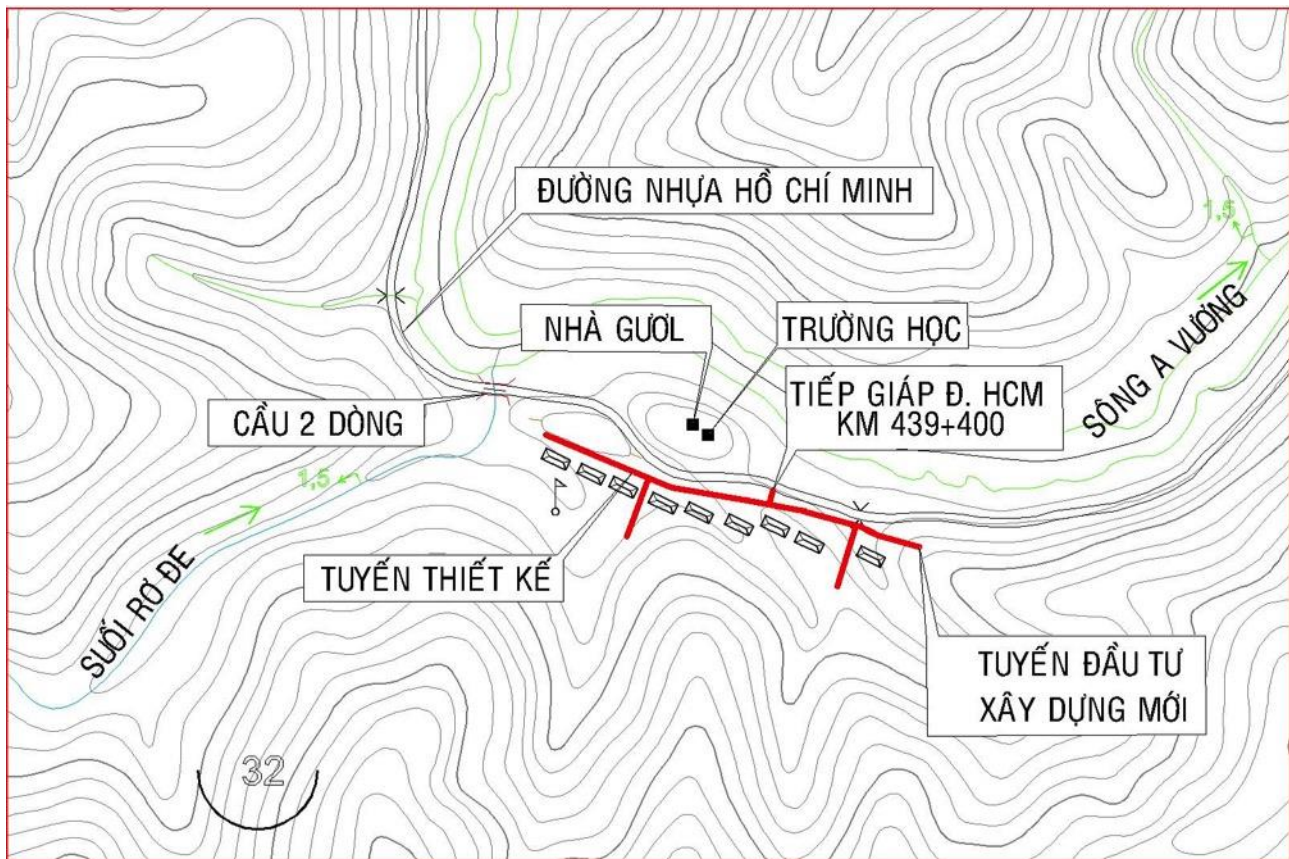 ĐƯỜNG NHỰA HỒ CHÍ MINH
1,5
NHÀ GƯƠL
TRƯỜNG HỌC
SÔNG A VƯƠNG
TIẾP GIÁP Đ. HCM
KM 439+400
CẦU 2 DÒNG
1,5
SUỐI RƠ ĐE
TUYẾN THIẾT KẾ
TUYẾN ĐẦU TƯ
XÂY DỰNG MỚI
32